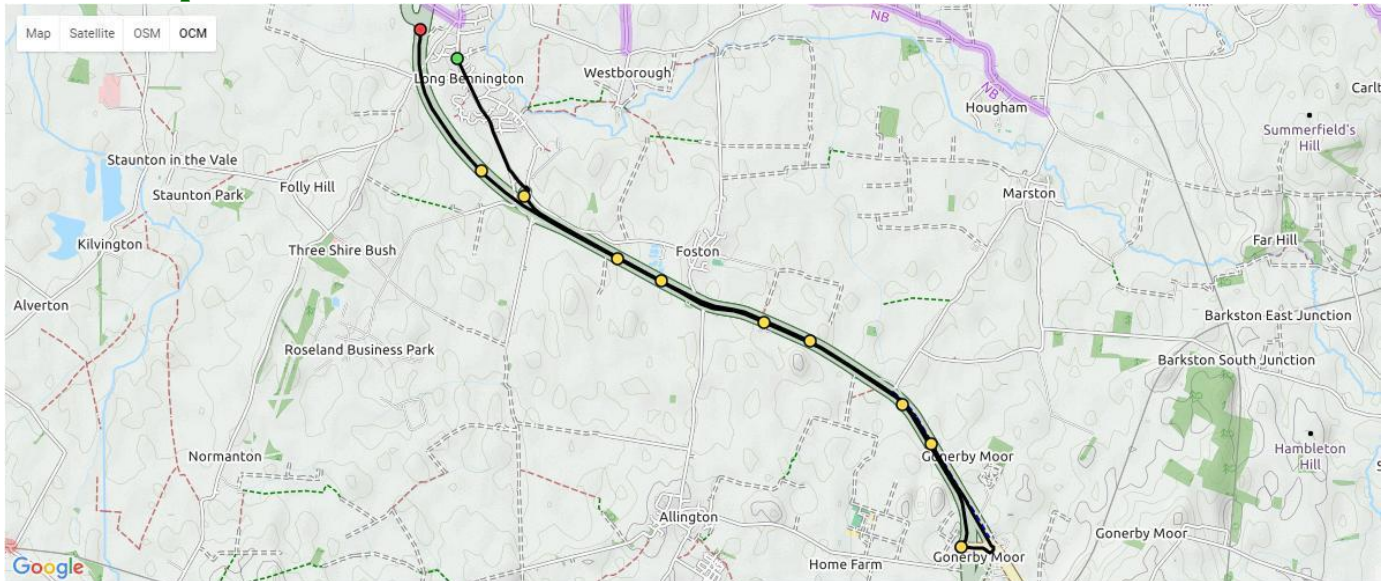 Map Satellite OSM OCM
NB
Long Bennington
Westborough
NB
Hougham
Summerfield's
Hill
Staunton in the Vale
Staunton Park
Folly Hill
Marston
Kilvington
Three Shire Bush
Foston
Far Hill
Alverton
Barkston East Junction
Roseland Business Park
Barkston South Junction
Normanton
Gonerby Moor
Hambleton
Hill
Allington
Gonerby Moor
Home Farm
Gonerby Moor
Google